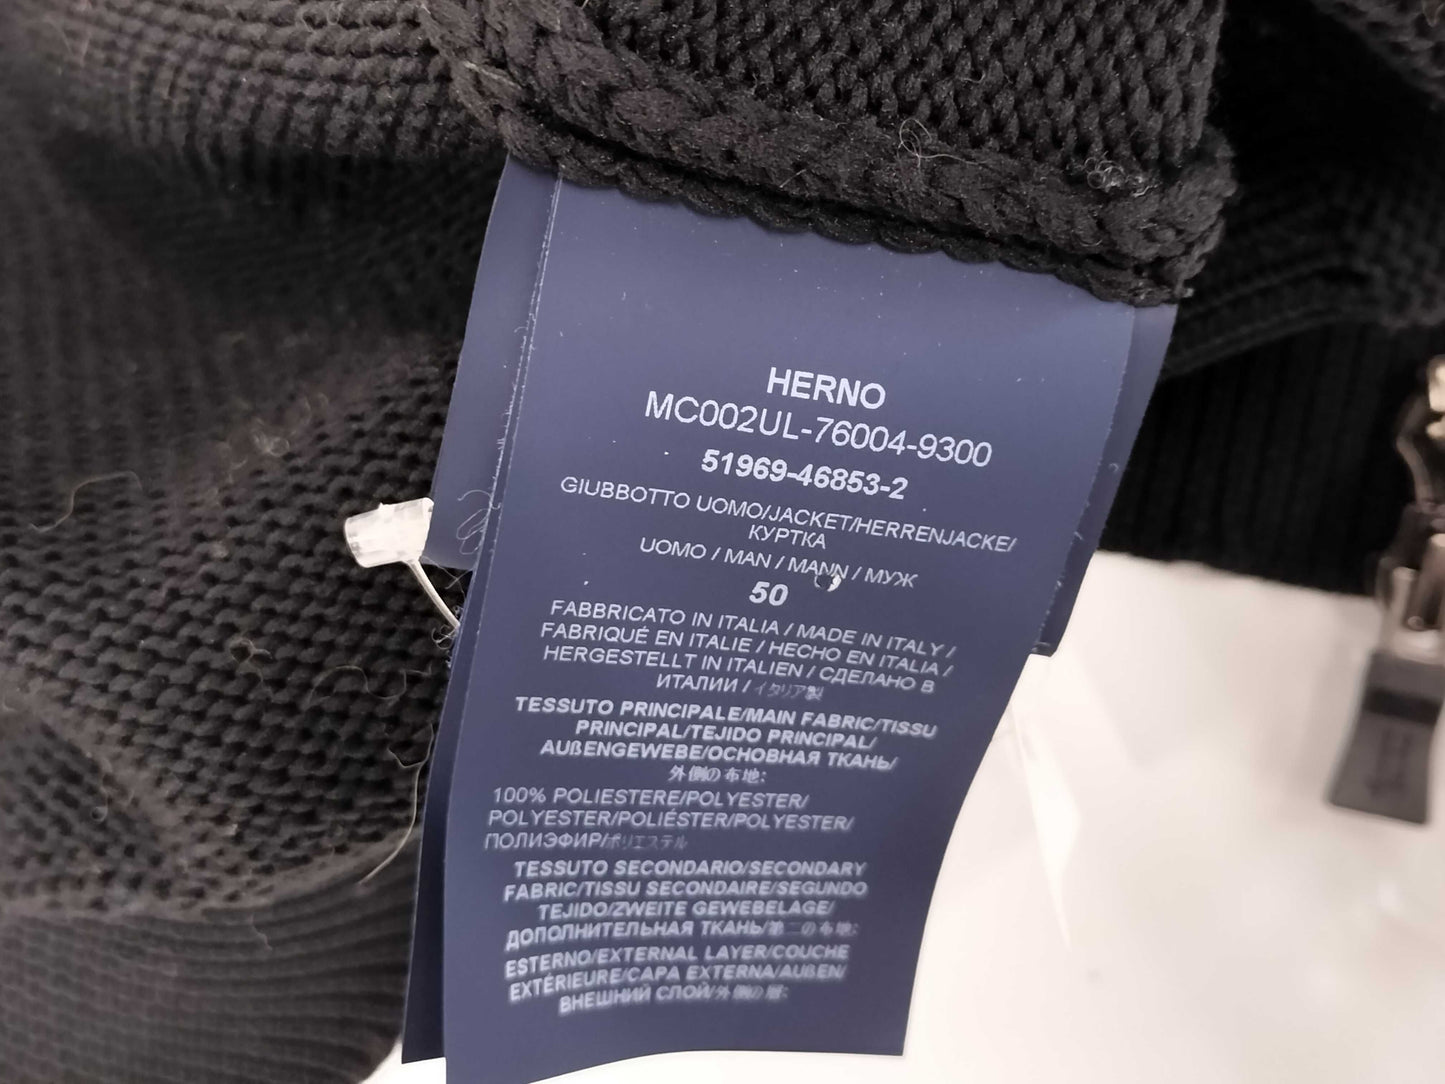 HERNO
MC002UL-76004-9300
51969-46853-2
GIUBBOTTO UOMO/JACKET/HERRENJACKE/
КУРТКА
UOMO / MAN / MANN / МУЖ
50
FABBRICATO IN ITALIA / MADE IN ITALY /
FABRIQUÉ EN ITALIE / HECHO EN ITALIA /
HERGESTELLT IN ITALIEN / СДЕЛАНО В
ИТАЛИИ / イタリア製
TESSUTO PRINCIPALE/MAIN FABRIC/TISSU
PRINCIPAL/TEJIDO PRINCIPAL/
AUßENGEWEBE/ОСНОВНАЯ ТКАНЬ/
外側の布地:
100% POLIESTERE/POLYESTER/
POLYESTER/POLIÉSTER/POLYESTER/
ПОЛИЭФИР/ポリエステル
TESSUTO SECONDARIO/SECONDARY
FABRIC/TISSU SECONDAIRE/SEGUNDO
TEJIDO/ZWEITE GEWEBELAGE/
ДОПОЛНИТЕЛЬНАЯ ТКАНЬ/第二の布地:
ESTERNO/EXTERNAL LAYER/COUCHE
EXTÉRIEURE/CAPA EXTERNA/AUßEN/
ВНЕШНИЙ СЛОЙ/外側の層: